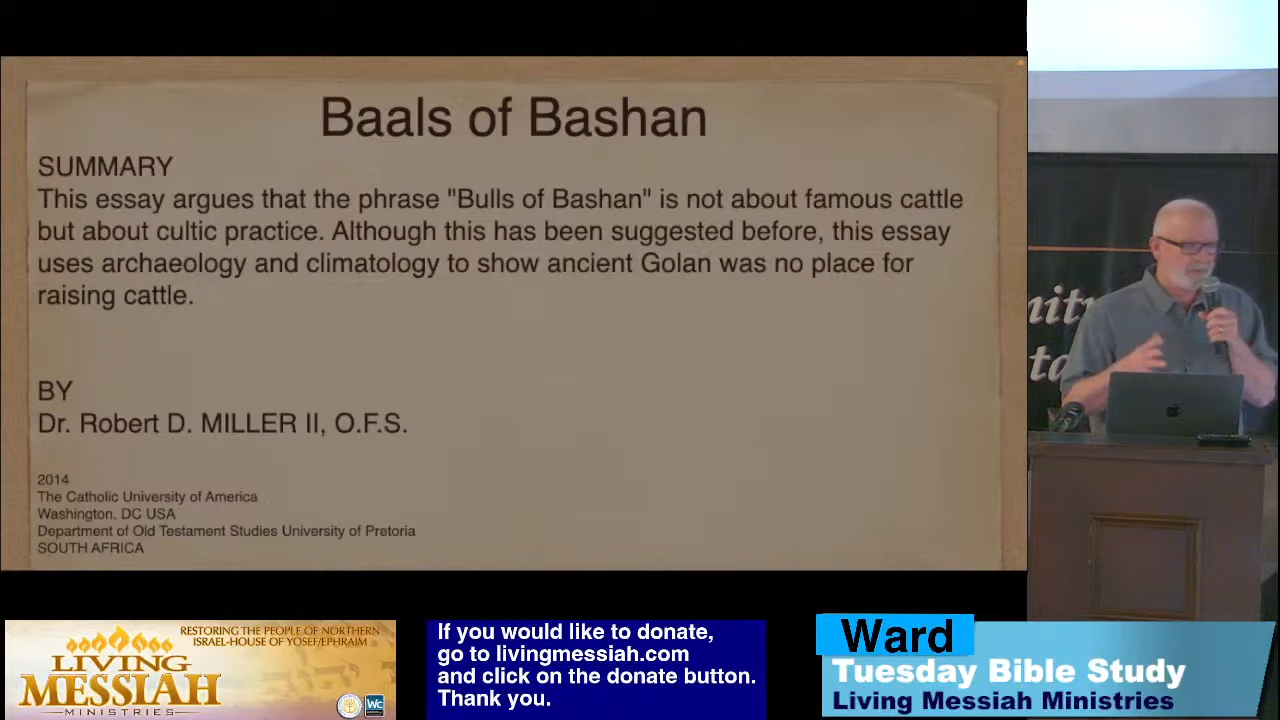 Baals of Bashan
SUMMARY
This essay argues that the phrase "Bulls of Bashan" is not about famous cattle
but about cultic practice. Although this has been suggested before, this essay
uses archaeology and climatology to show ancient Golan was no place for
raising cattle.
BY
Dr. Robert D. MILLER II, O.F.S.
2014
The Catholic University of America
Washington, DC USA
Department of Old Testament Studies University of Pretoria
SOUTH AFRICA
RESTORING THE PEOPLE OF NORTHERN
ISRAEL-HOUSE OF YOSEF/EPHRAIM
LIVING
MESSIAH
MINISTRIES
WC
If you would like to donate,
go to livingmessiah.com
and click on the donate button.
Thank you.
Ward
Tuesday Bible Study
Living Messiah Ministries